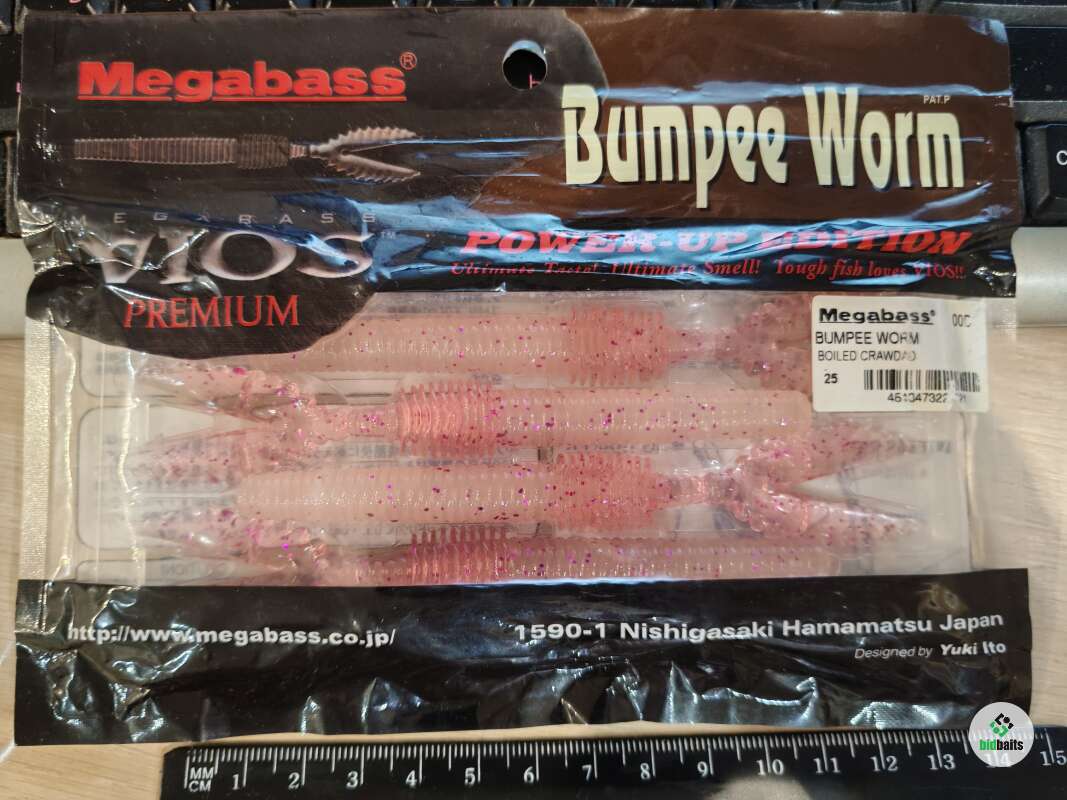 Megabass®
Bumpee Worm
PAT.P
MEGABASS
VIOS™
PREMIUM
POWER-UP EDITION
Ultimate Taste! Ultimate Smell! Tough fish loves VIOS!!
Megabass®
BUMPEE WORM
BOILED CRAWDAD
25
http://www.megabass.co.jp/
1590-1 Nishigasaki Hamamatsu Japan
Designed by Yuki Ito
bidbaits
MM
CM
1 2 3 4 5 6 7 8 9 10 11 12 13 14 15